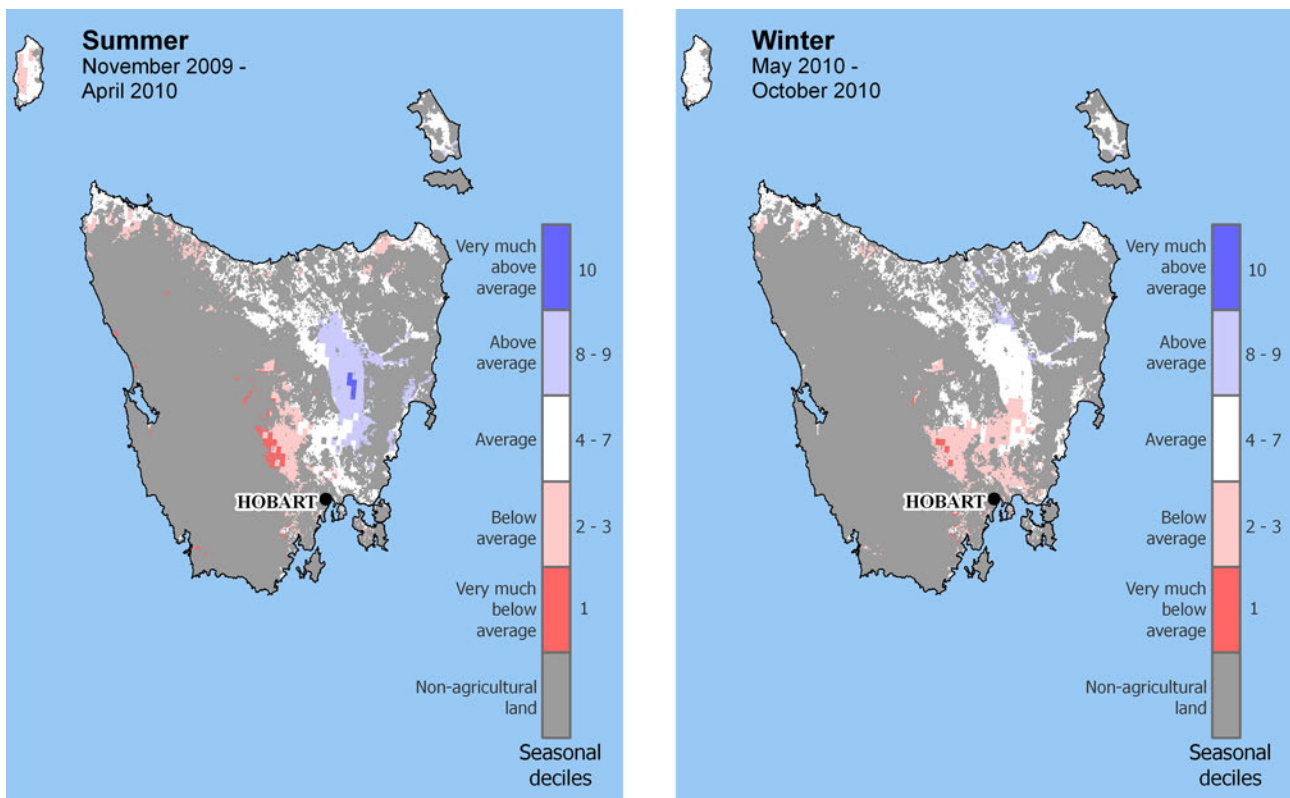 Summer
November 2009 -
April 2010
Very much
above
average
10
Above
average
8 - 9
Average
4 - 7
HOBART
Below
average
2 - 3
Very much
below
average
1
Non-agricultural
land
Seasonal
deciles
Winter
May 2010 -
October 2010
Very much
above
average
10
Above
average
8 - 9
Average
4 - 7
HOBART
Below
average
2 - 3
Very much
below
average
1
Non-agricultural
land
Seasonal
deciles